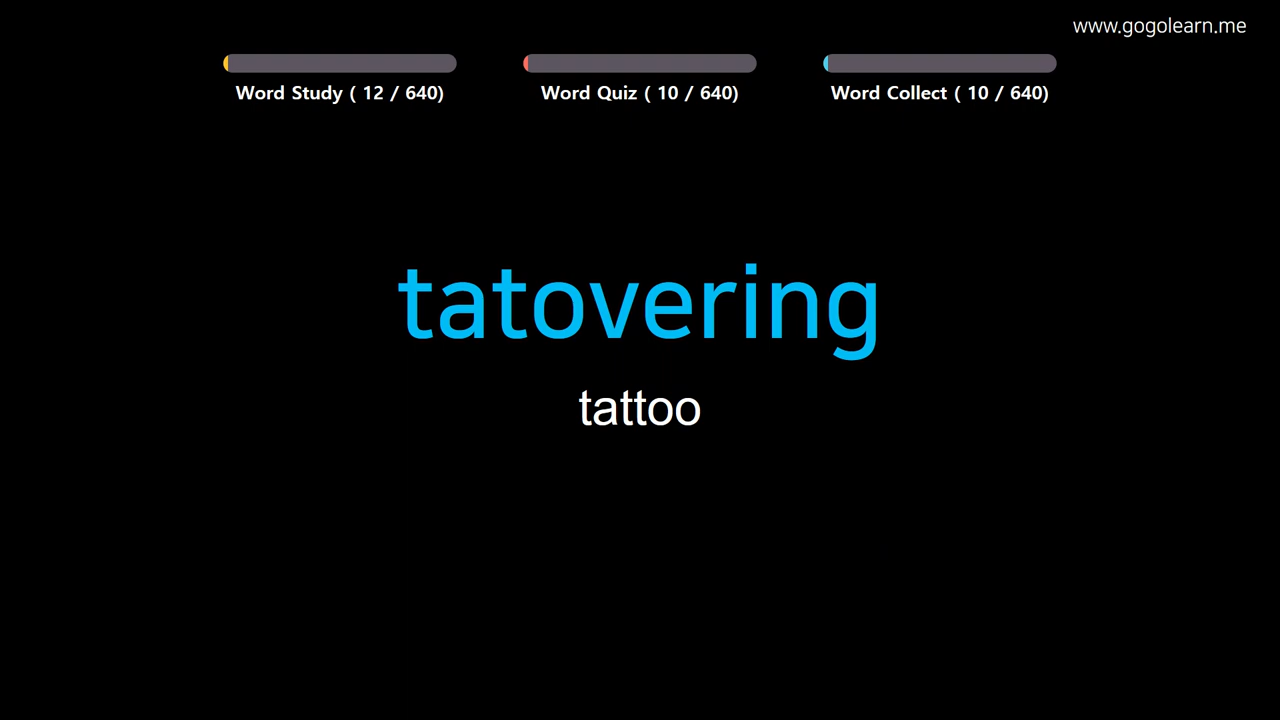 www.gogolearn.me
Word Study ( 12 / 640)
Word Quiz ( 10 / 640)
Word Collect ( 10 / 640)
tatovering
tattoo